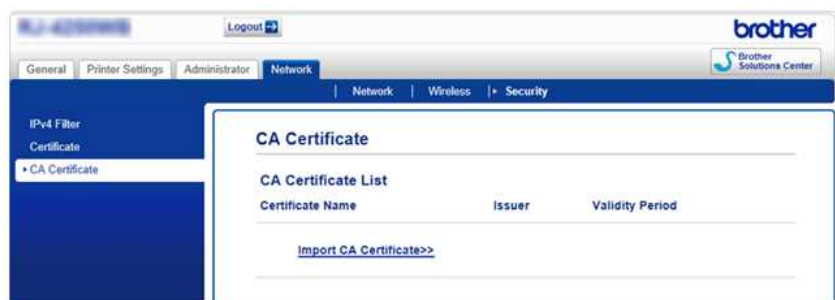 Logout
brother
General Printer Settings Administrator Network
Brother
Solutions Center
| Network | Wireless | Security
IPv4 Filter
Certificate
CA Certificate
CA Certificate
CA Certificate List
Certificate Name Issuer Validity Period
Import CA Certificate>>